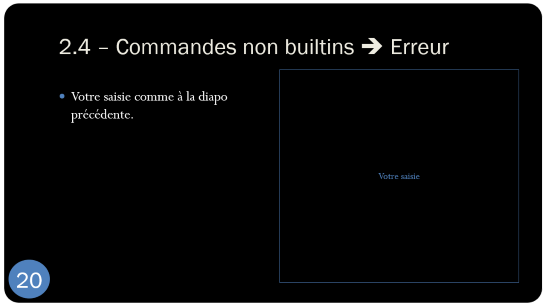 2.4 – Commandes non builtins ➔ Erreur
• Votre saisie comme à la diapo
précédente.
Votre saisie
20